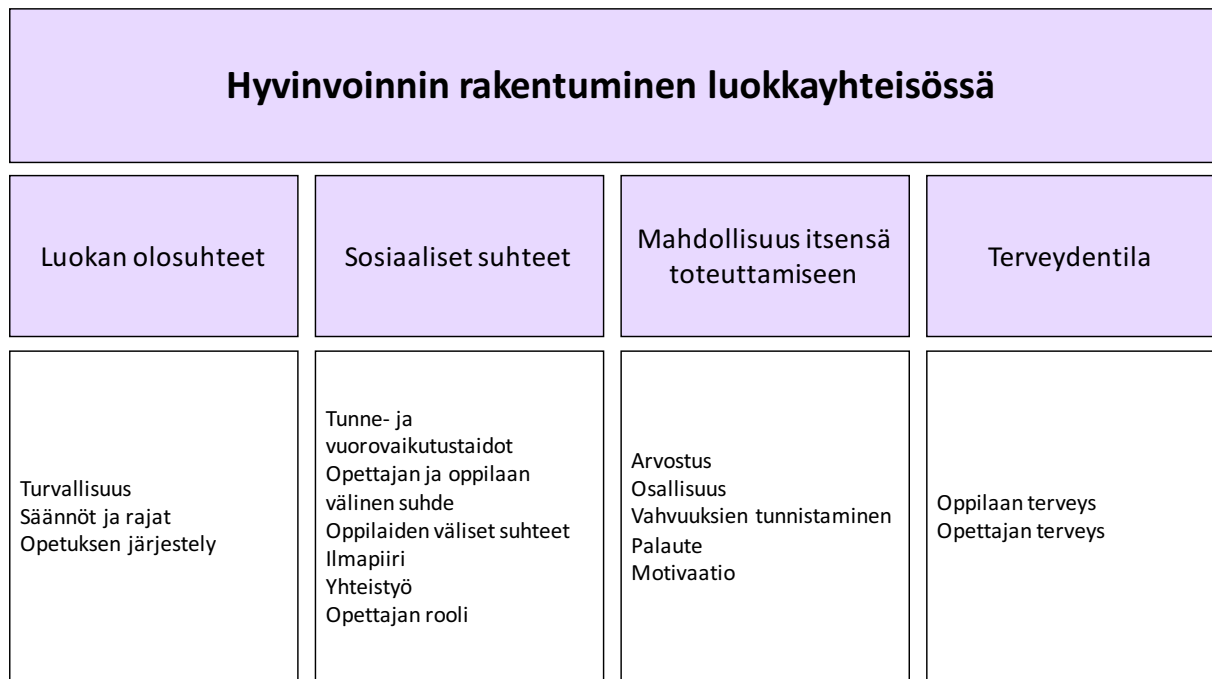 Hyvinvoinnin rakentuminen luokkayhteisössä
Luokan olosuhteet
Sosiaaliset suhteet
Mahdollisuus itsensä
toteuttamiseen
Terveydentila
Turvallisuus
Säännöt ja rajat
Opetuksen järjestely
Tunne- ja
vuorovaikutustaidot
Opettajan ja oppilaan
välinen suhde
Oppilaiden väliset suhteet
Ilmapiiri
Yhteistyö
Opettajan rooli
Arvostus
Osallisuus
Vahvuuksien tunnistaminen
Palaute
Motivaatio
Oppilaan terveys
Opettajan terveys